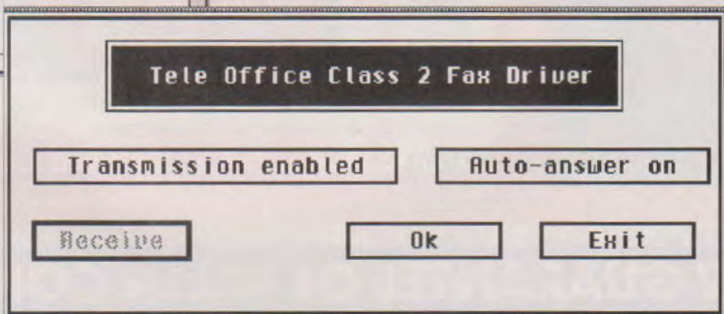 Tele Office Class 2 Fax Driver
Transmission enabled
Auto-answer on
Receive
Ok
Exit